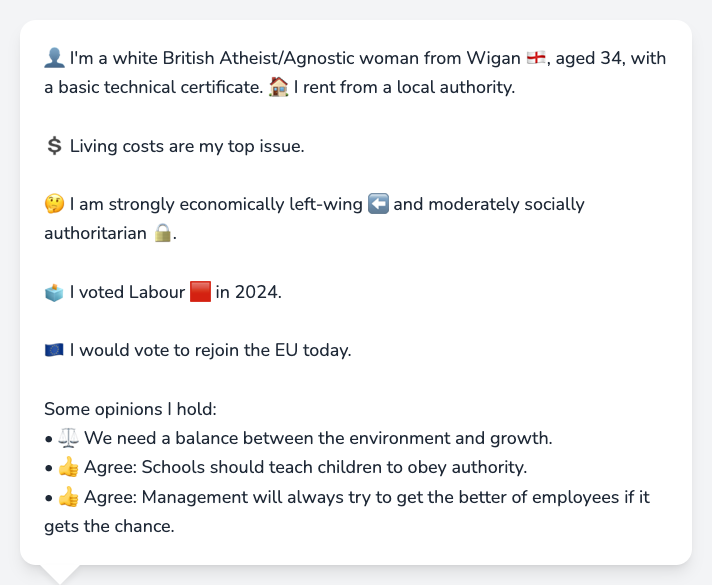 👤 I'm a white British Atheist/Agnostic woman from Wigan 🏴󠁧󠁢󠁥󠁮󠁧󠁿, aged 34, with
a basic technical certificate. 🏠 I rent from a local authority.
💲 Living costs are my top issue.
🤔 I am strongly economically left-wing ⬅️ and moderately socially
authoritarian 🔒.
🗳️ I voted Labour 🟥 in 2024.
🇪🇺 I would vote to rejoin the EU today.
Some opinions I hold:
• ⚖️ We need a balance between the environment and growth.
• 👍 Agree: Schools should teach children to obey authority.
• 👍 Agree: Management will always try to get the better of employees if it
gets the chance.